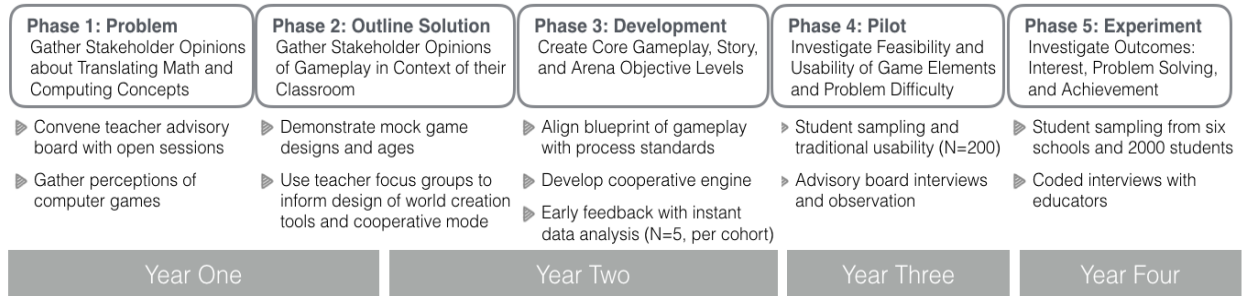 Phase 1: Problem
Gather Stakeholder Opinions
about Translating Math and
Computing Concepts
Convene teacher advisory
board with open sessions
Gather perceptions of
computer games
Phase 2: Outline Solution
Gather Stakeholder Opinions
of Gameplay in Context of their
Classroom
Demonstrate mock game
designs and ages
Use teacher focus groups to
inform design of world creation
tools and cooperative mode
Phase 3: Development
Create Core Gameplay, Story,
and Arena Objective Levels
Align blueprint of gameplay
with process standards
Develop cooperative engine
Early feedback with instant
data analysis (N=5, per cohort)
Phase 4: Pilot
Investigate Feasibility and
Usability of Game Elements
and Problem Difficulty
Student sampling and
traditional usability (N=200)
Advisory board interviews
and observation
Phase 5: Experiment
Investigate Outcomes:
Interest, Problem Solving,
and Achievement
Student sampling from six
schools and 2000 students
Coded interviews with
educators
Year One
Year Two
Year Three
Year Four